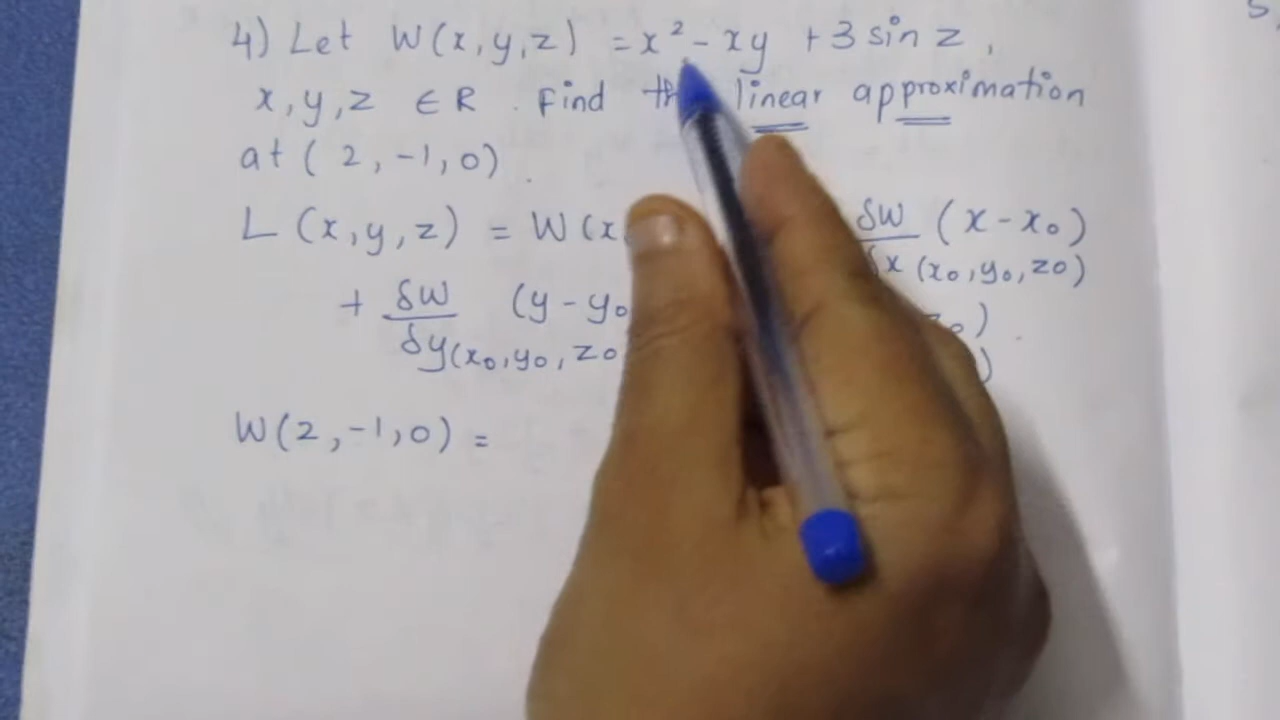 4) Let W(x,y,z) = x² - xy + 3 sin z,
x,y,z ∈ R. Find linear approximation
at (2,-1,0).
L(x,y,z) = W(x δW/δx (x-x₀)
(x₀,y₀,z₀)
+ δW/δy (y-y₀ )
(x₀,y₀,z₀ )
W(2,-1,0) =